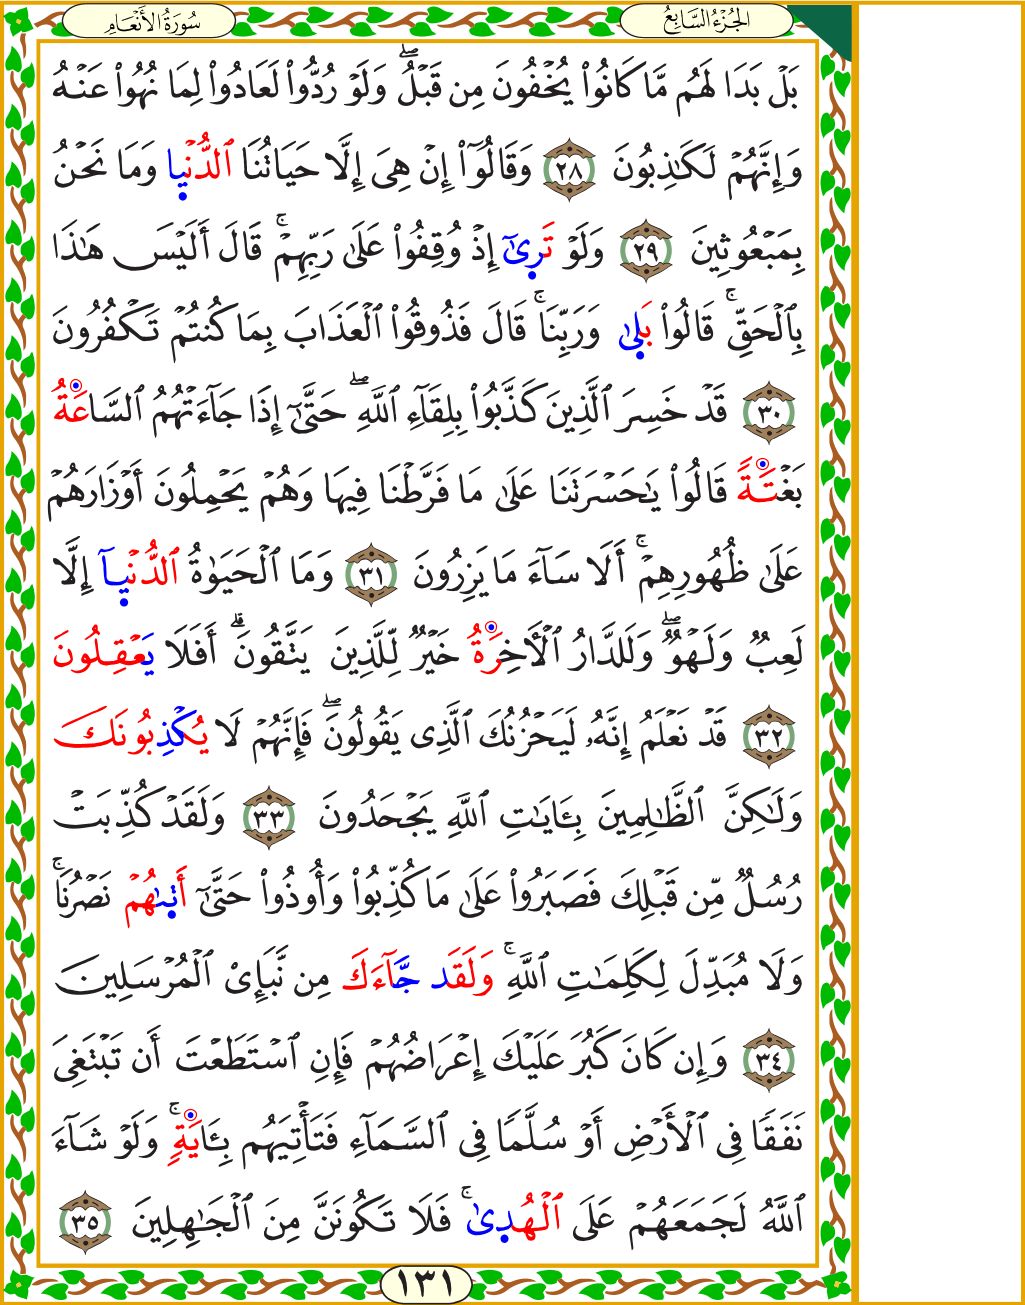 الجُزْءُ السَّابِعُ
سُورَةُ الأَنْعَامِ
بَلْ بَدَا لَهُم مَّا كَانُوا۟ يُخْفُونَ مِن قَبْلُ ۖ وَلَوْ رُدُّوا۟ لَعَادُوا۟ لِمَا نُهُوا۟ عَنْهُ
وَإِنَّهُمْ لَكَـٰذِبُونَ ٢٨ وَقَالُوٓا۟ إِنْ هِىَ إِلَّا حَيَاتُنَا ٱلدُّنْيٜا وَمَا نَحْنُ
بِمَبْعُوثِينَ ٢٩ وَلَوْ تَرٜىٰٓ إِذْ وُقِفُوا۟ عَلَىٰ رَبِّهِمْ ۚ قَالَ أَلَيْسَ هَـٰذَا
بِٱلْحَقِّ ۚ قَالُوا۟ بَلٜىٰ وَرَبِّنَا ۚ قَالَ فَذُوقُوا۟ ٱلْعَذَابَ بِمَا كُنتُمْ تَكْفُرُونَ
٣٠ قَدْ خَسِرَ ٱلَّذِينَ كَذَّبُوا۟ بِلِقَآءِ ٱللَّهِ ۖ حَتَّىٰٓ إِذَا جَآءَتْهُمُ ٱلسَّاعَةُ
بَغْتَةً قَالُوا۟ يَـٰحَسْرَتَنَا عَلَىٰ مَا فَرَّطْنَا فِيهَا وَهُمْ يَحْمِلُونَ أَوْزَارَهُمْ
عَلَىٰ ظُهُورِهِمْ ۚ أَلَا سَآءَ مَا يَزِرُونَ ٣١ وَمَا ٱلْحَيَوٰةُ ٱلدُّنْيٜآ إِلَّا
لَعِبٌ وَلَهْوٌ ۖ وَلَلدَّارُ ٱلْـَٔاخِرَةُ خَيْرٌ لِّلَّذِينَ يَتَّقُونَ ۗ أَفَلَا يَعْقِلُونَ
٣٢ قَدْ نَعْلَمُ إِنَّهُۥ لَيَحْزُنُكَ ٱلَّذِى يَقُولُونَ ۖ فَإِنَّهُمْ لَا يُكْذِبُونَكَ
وَلَـٰكِنَّ ٱلظَّـٰلِمِينَ بِـَٔايَـٰتِ ٱللَّهِ يَجْحَدُونَ ٣٣ وَلَقَدْ كُذِّبَتْ
رُسُلٌ مِّن قَبْلِكَ فَصَبَرُوا۟ عَلَىٰ مَا كُذِّبُوا۟ وَأُوذُوا۟ حَتَّىٰٓ أَتٜىٰهُمْ نَصْرُنَا ۚ
وَلَا مُبَدِّلَ لِكَلِمَـٰتِ ٱللَّهِ ۚ وَلَقَد جَّآءَكَ مِن نَّبَإِى۟ ٱلْمُرْسَلِينَ
٣٤ وَإِن كَانَ كَبُرَ عَلَيْكَ إِعْرَاضُهُمْ فَإِنِ ٱسْتَطَعْتَ أَن تَبْتَغِىَ
نَفَقًا فِى ٱلْأَرْضِ أَوْ سُلَّمًا فِى ٱلسَّمَآءِ فَتَأْتِيَهُم بِـَٔايَةٍ ۚ وَلَوْ شَآءَ
ٱللَّهُ لَجَمَعَهُمْ عَلَى ٱلْهُدٜىٰ ۚ فَلَا تَكُونَنَّ مِنَ ٱلْجَـٰهِلِينَ ٣٥
١٣١